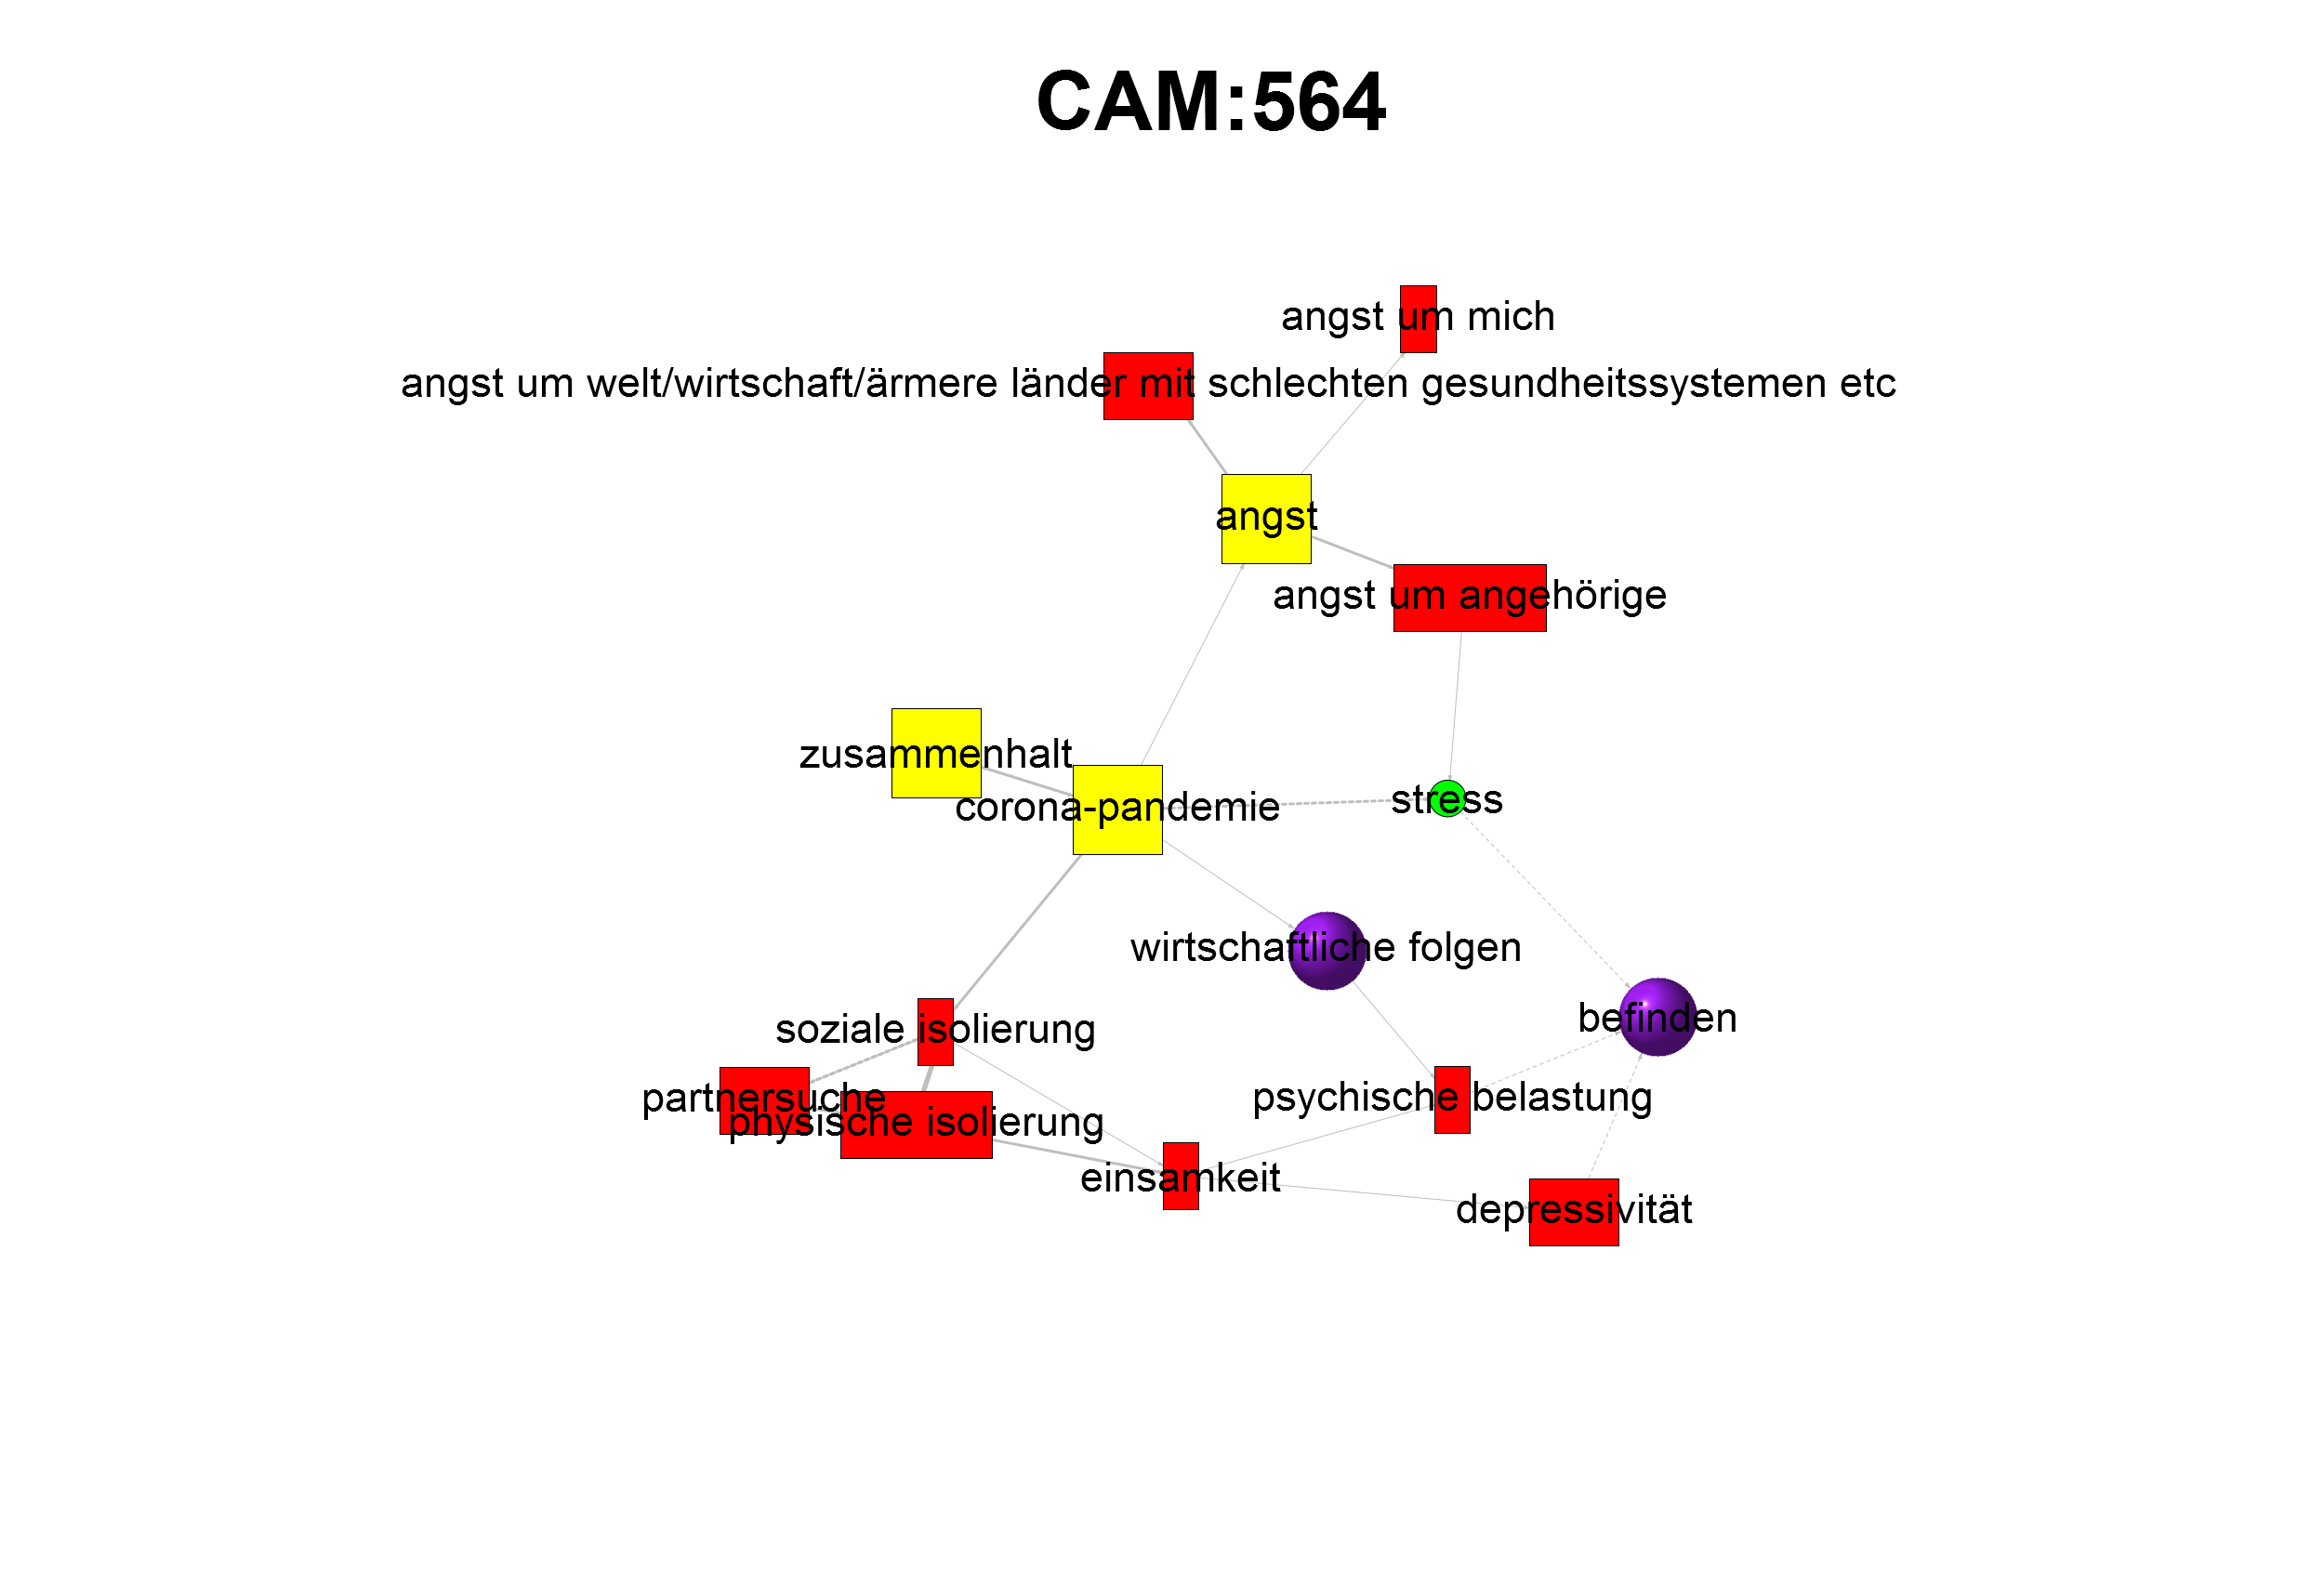 CAM:564
angst um mich
angst um welt/wirtschaft/ärmere länder mit schlechten gesundheitssystemen etc
angst
angst um angehörige
zusammenhalt
corona-pandemie
stress
wirtschaftliche folgen
befinden
soziale isolierung
partnersuche
psychische belastung
physische isolierung
einsamkeit
depressivität